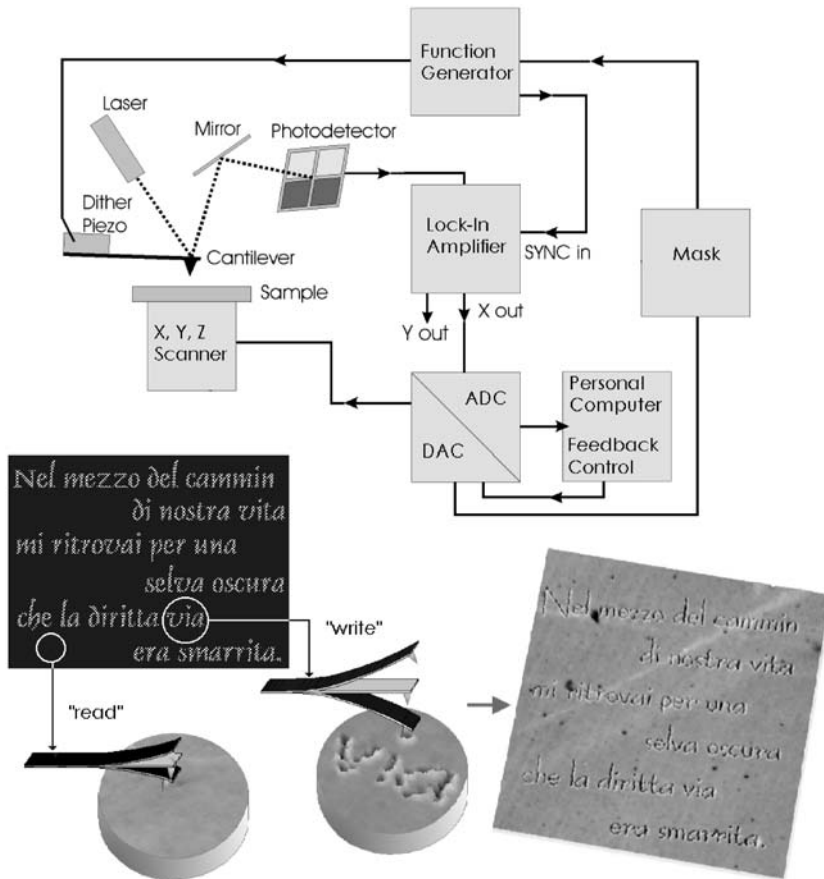 Function
Generator
Laser
Mirror
Photodetector
Dither
Piezo
Lock-In
Amplifier
SYNC in
Mask
Cantilever
Sample
X out
Y out
X, Y, Z
Scanner
ADC
DAC
Personal
Computer
Feedback
Control
Nel mezzo del cammin
di nostra vita
mi ritrovai per una
selva oscura
che la diritta via
era smarrita.
"write"
"read"
Nel mezzo del cammin
di nostra vita
mi ritrovai per una
selva oscura
che la diritta via
era smarrita.